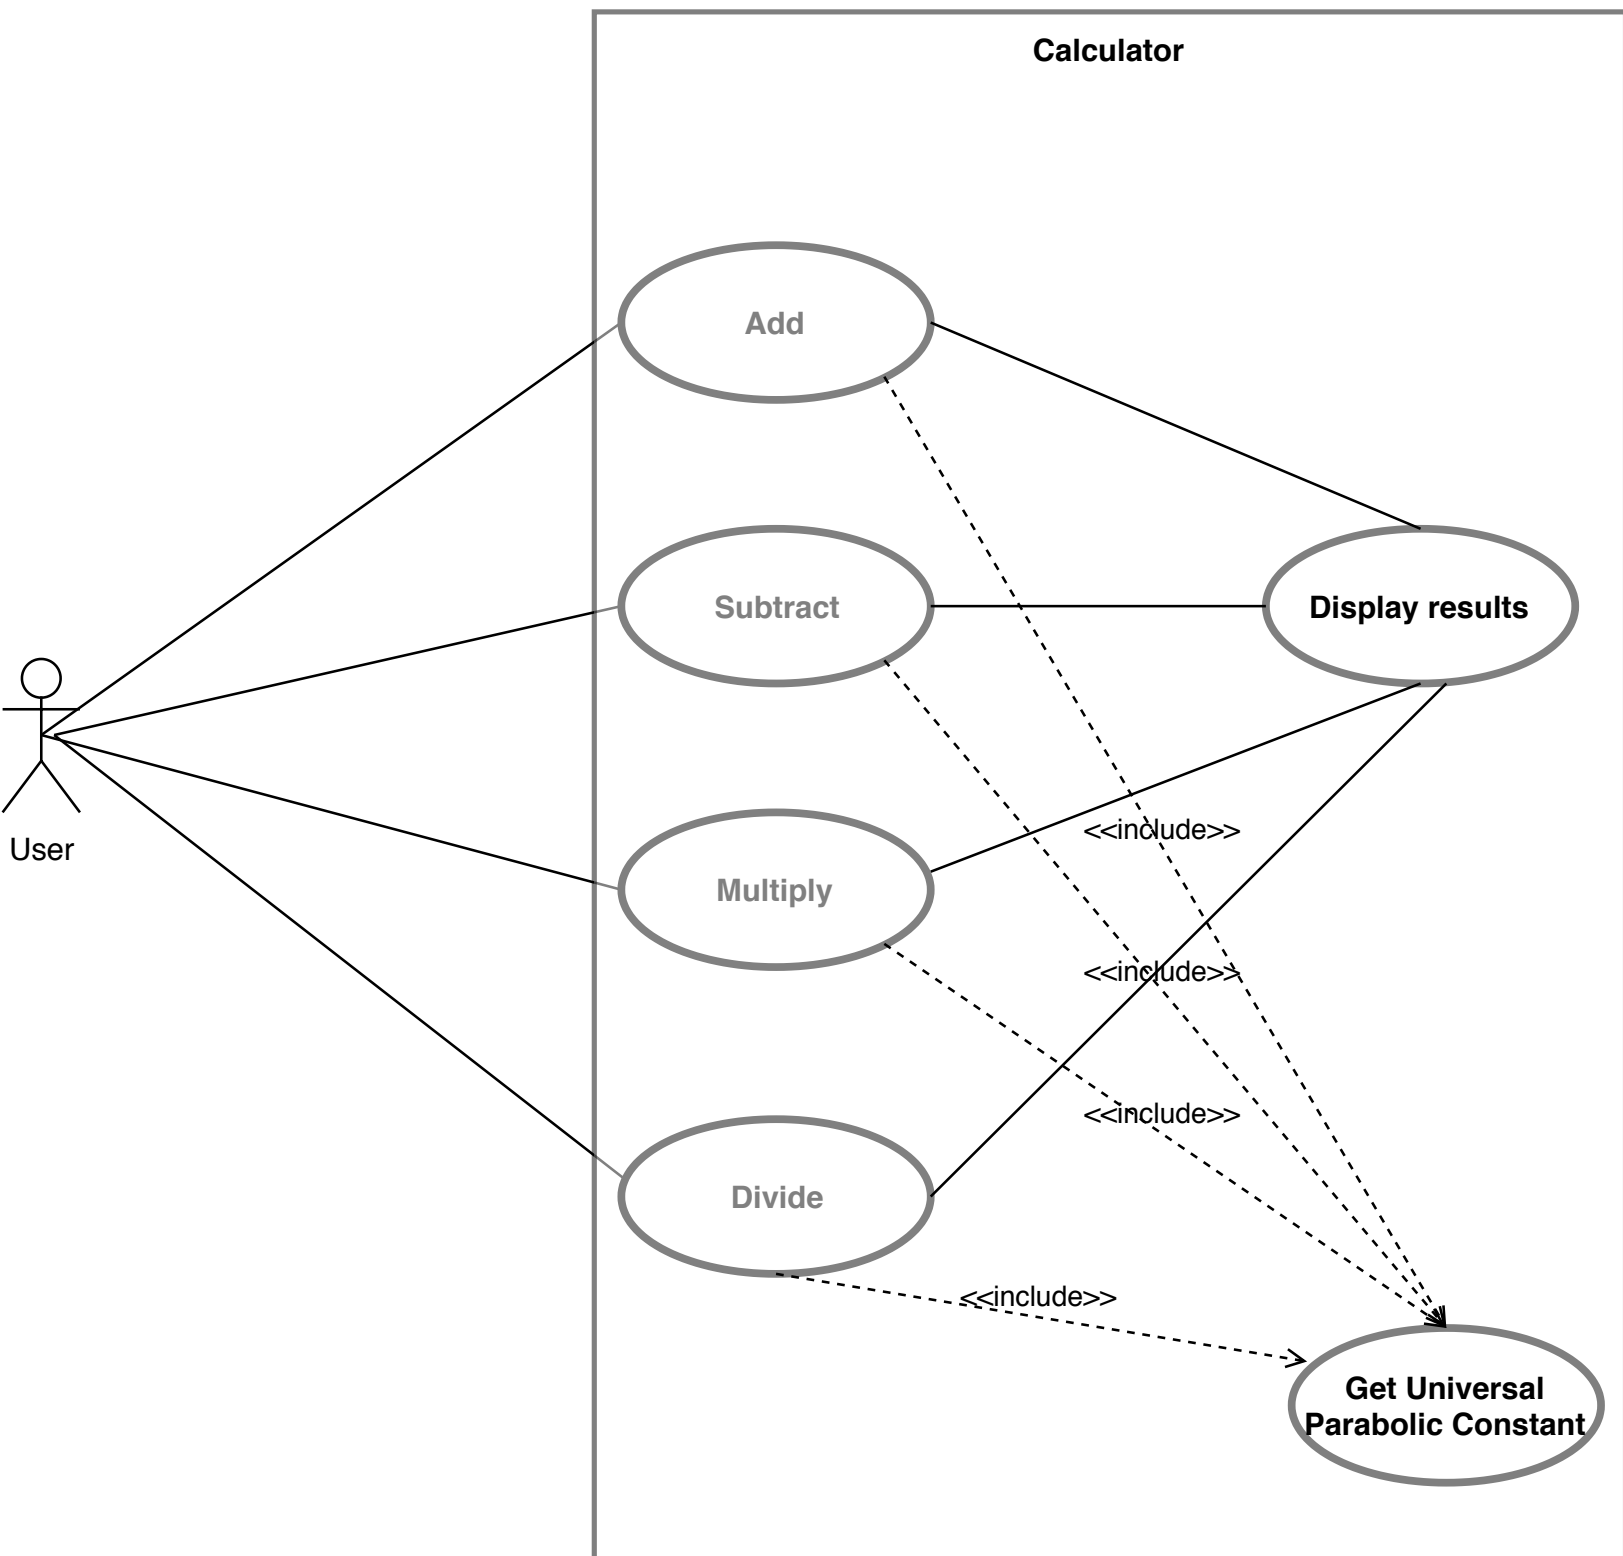 Calculator
Add
Subtract
Display results
User
<<include>>
Multiply
<<include>>
<<include>>
Divide
<<include>>
Get Universal
Parabolic Constant